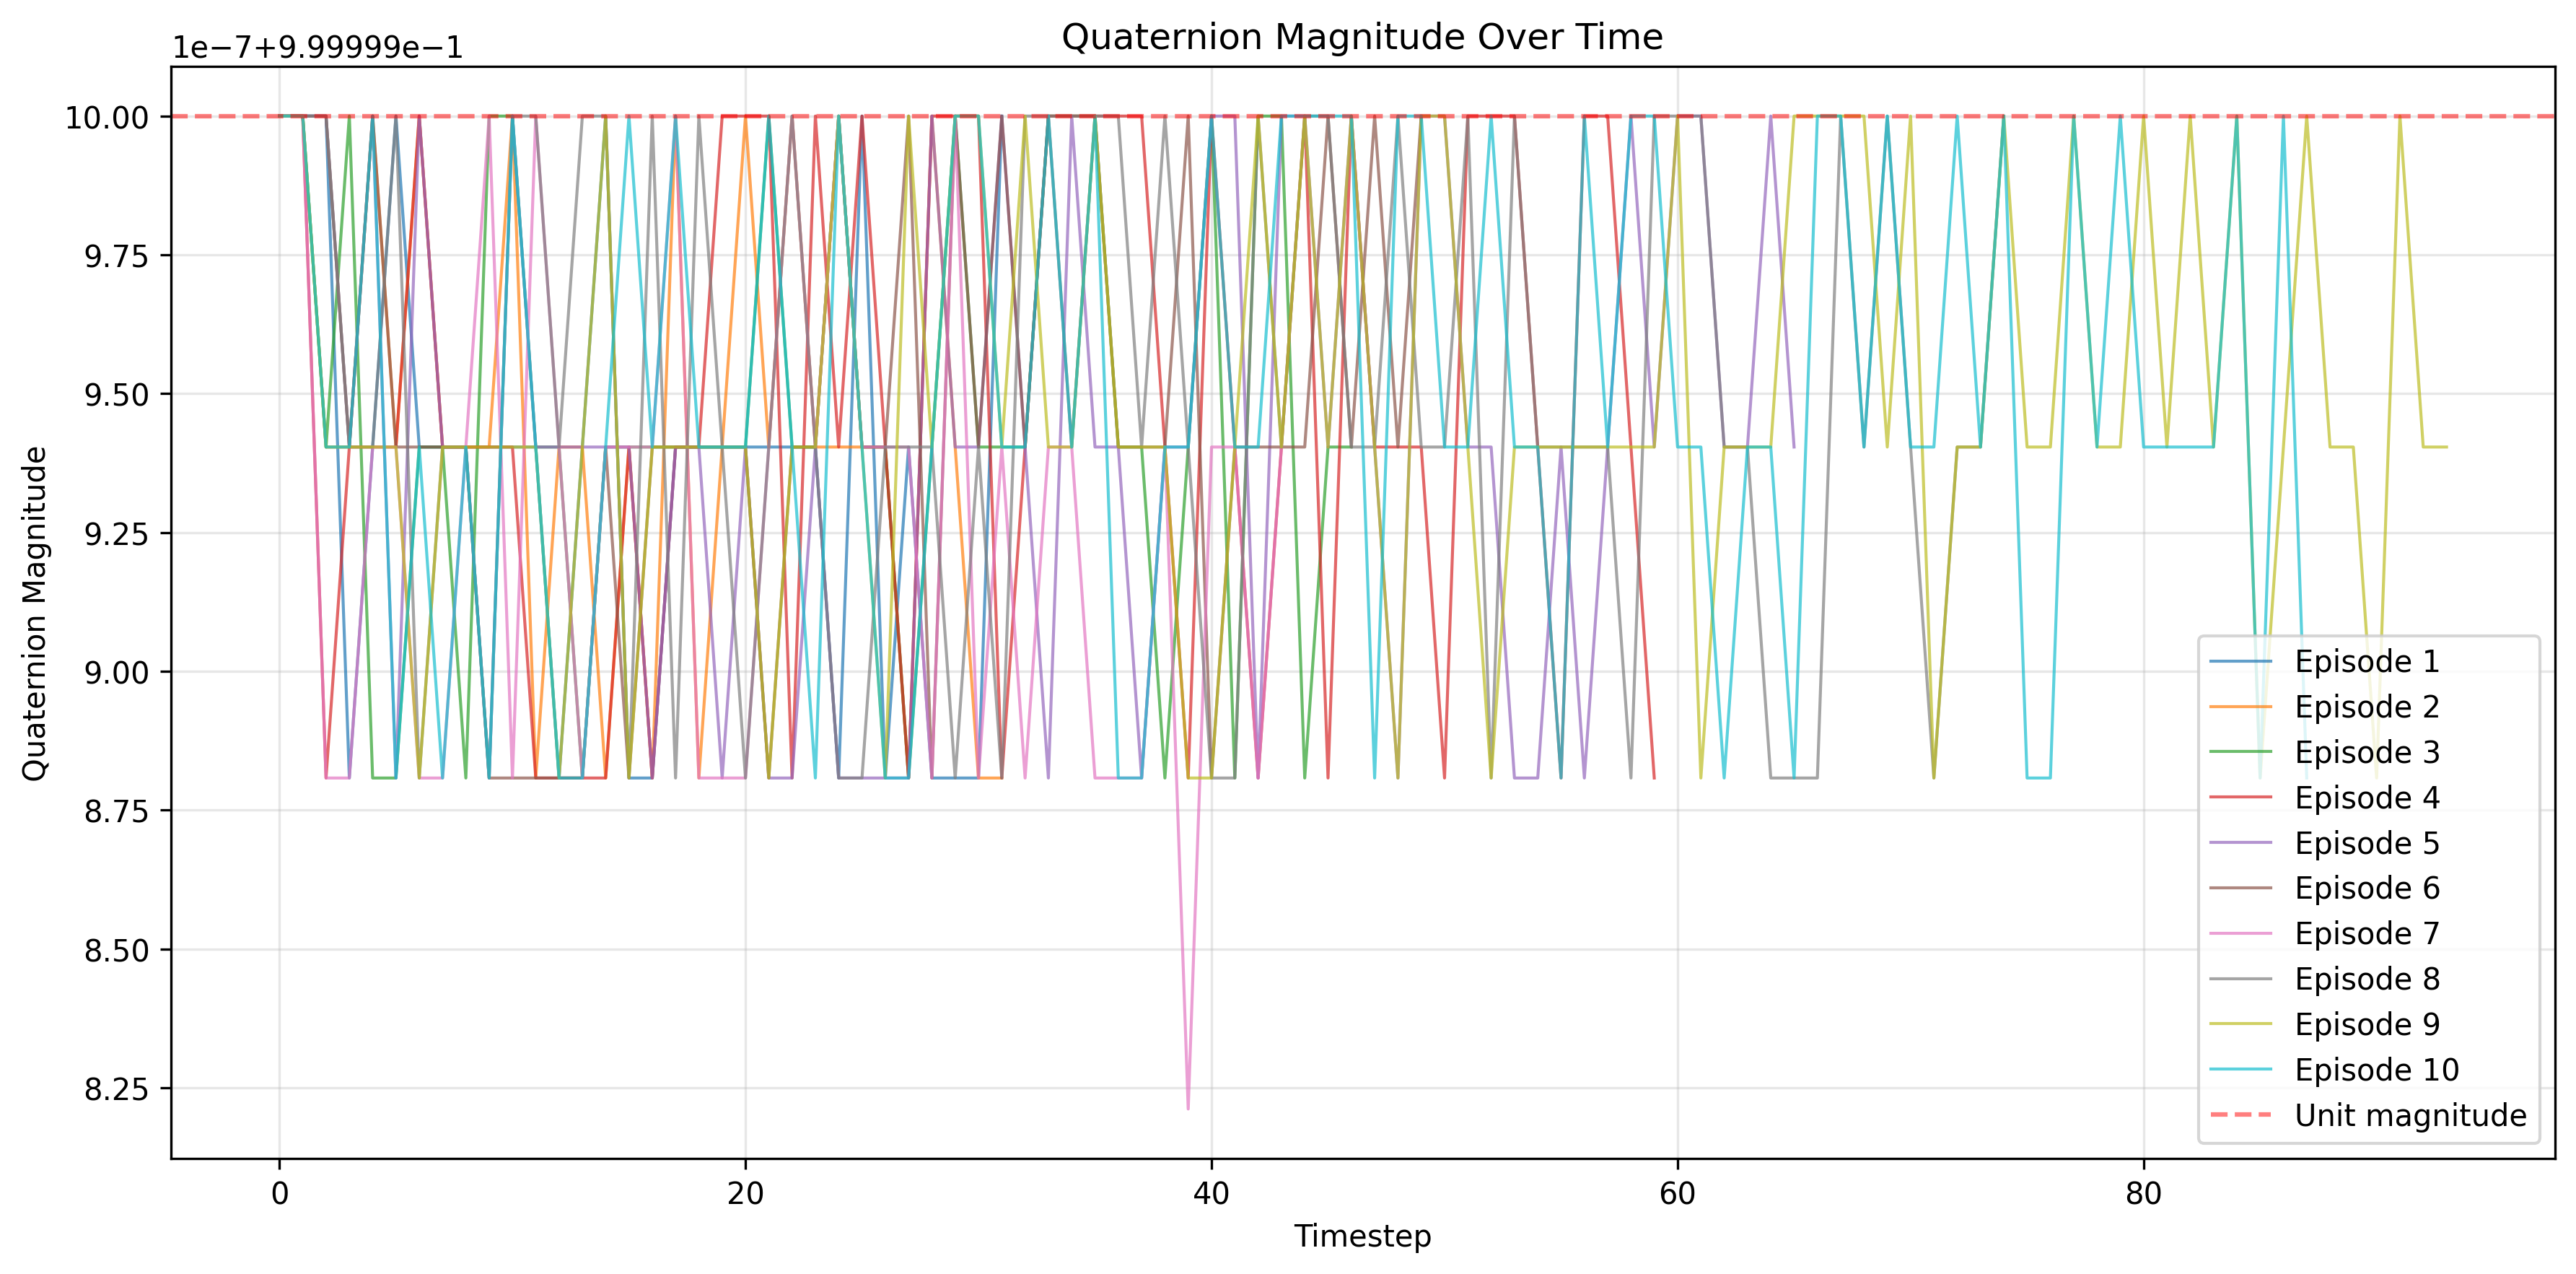 Quaternion Magnitude Over Time
1e−7+9.99999e−1
10.00
9.75
9.50
9.25
9.00
8.75
8.50
8.25
Quaternion Magnitude
0
20
40
60
80
Timestep
Episode 1
Episode 2
Episode 3
Episode 4
Episode 5
Episode 6
Episode 7
Episode 8
Episode 9
Episode 10
Unit magnitude